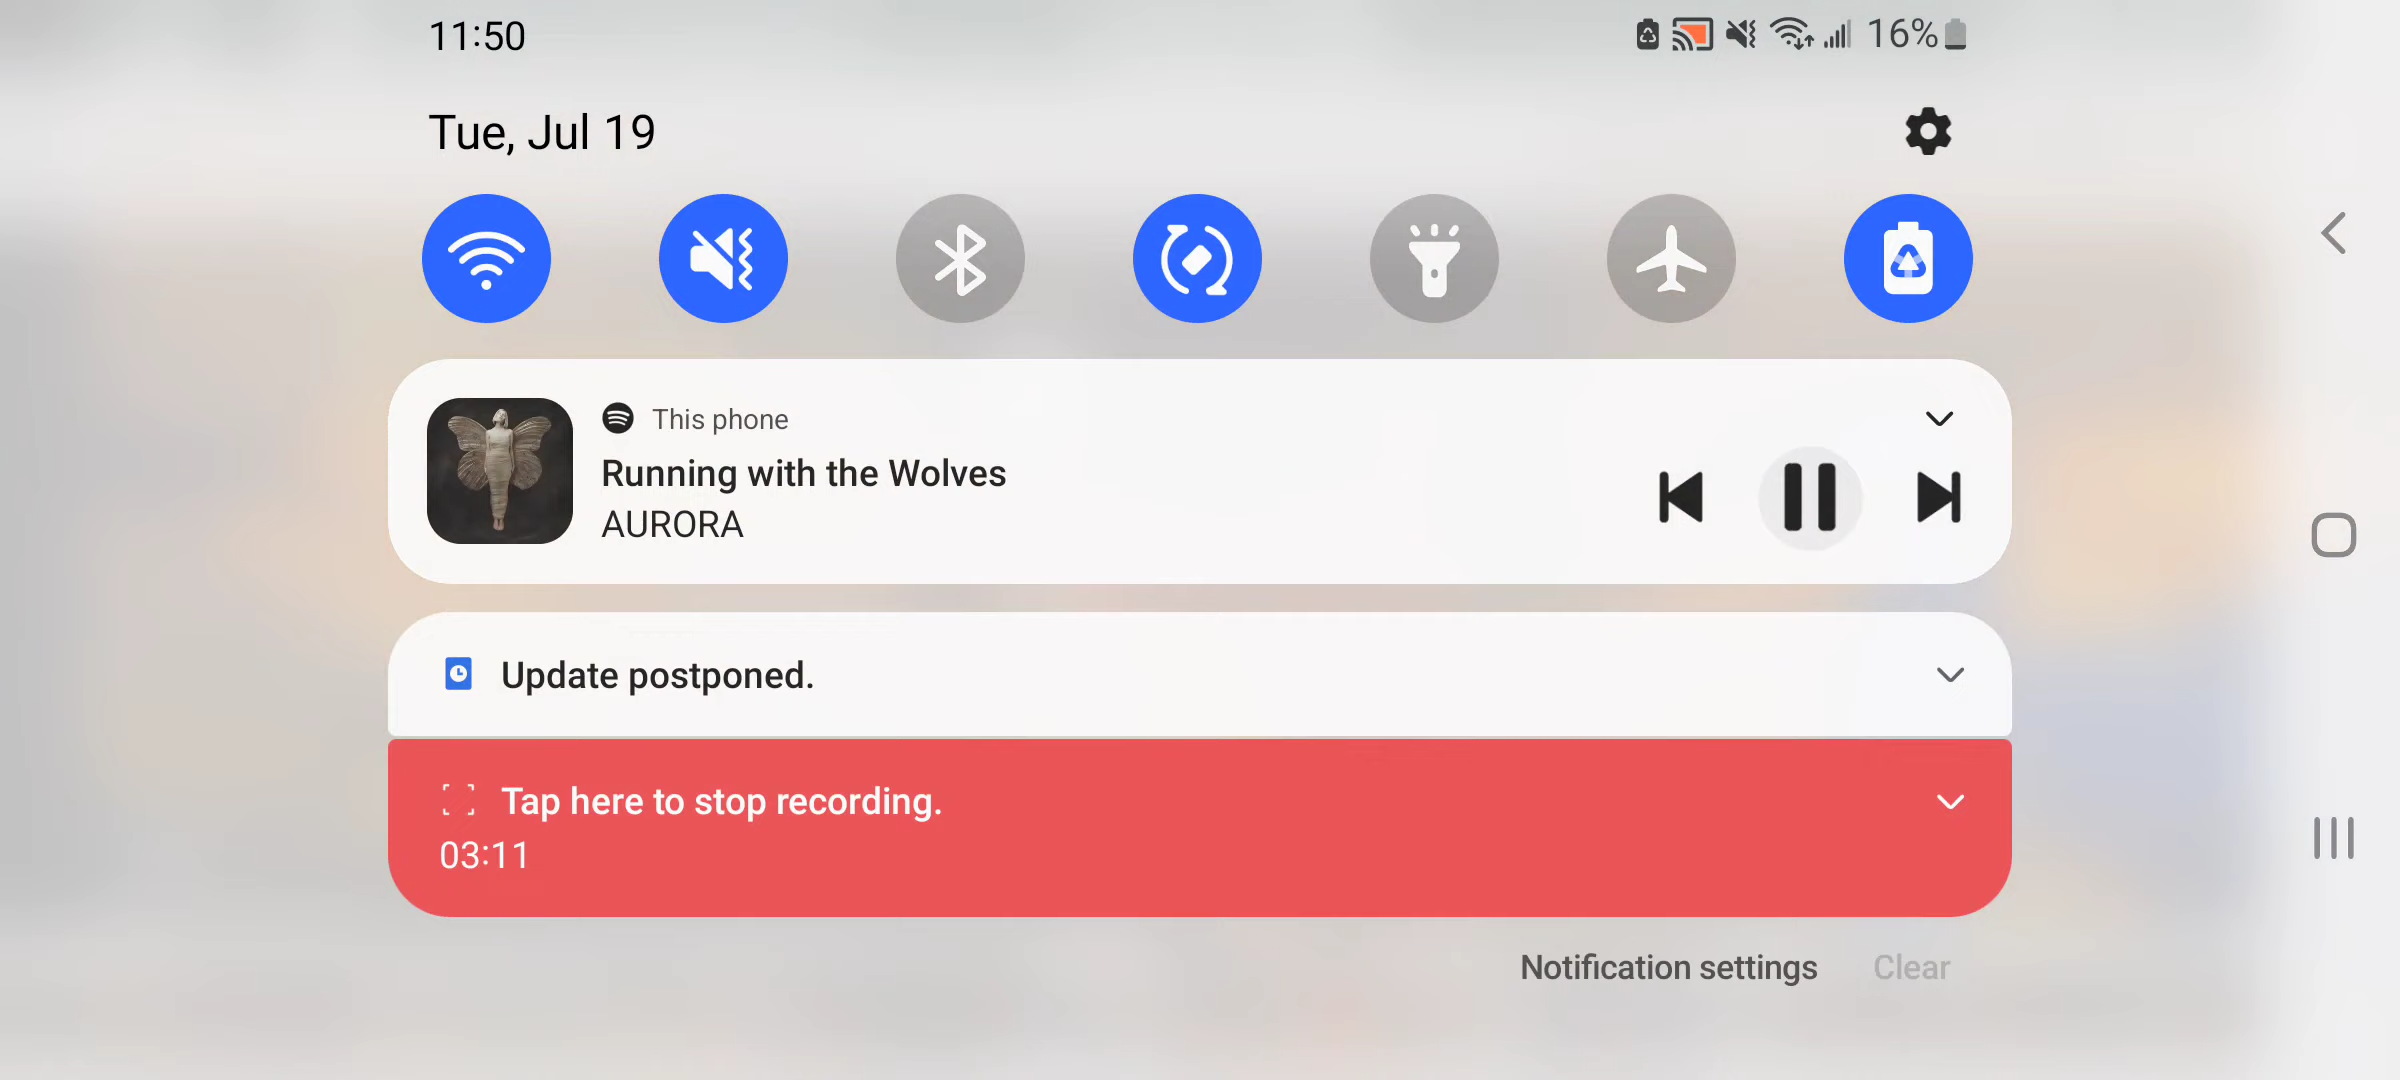 11:50
16%
Tue, Jul 19
This phone
Running with the Wolves
AURORA
Update postponed.
Tap here to stop recording.
03:11
Notification settings
Clear